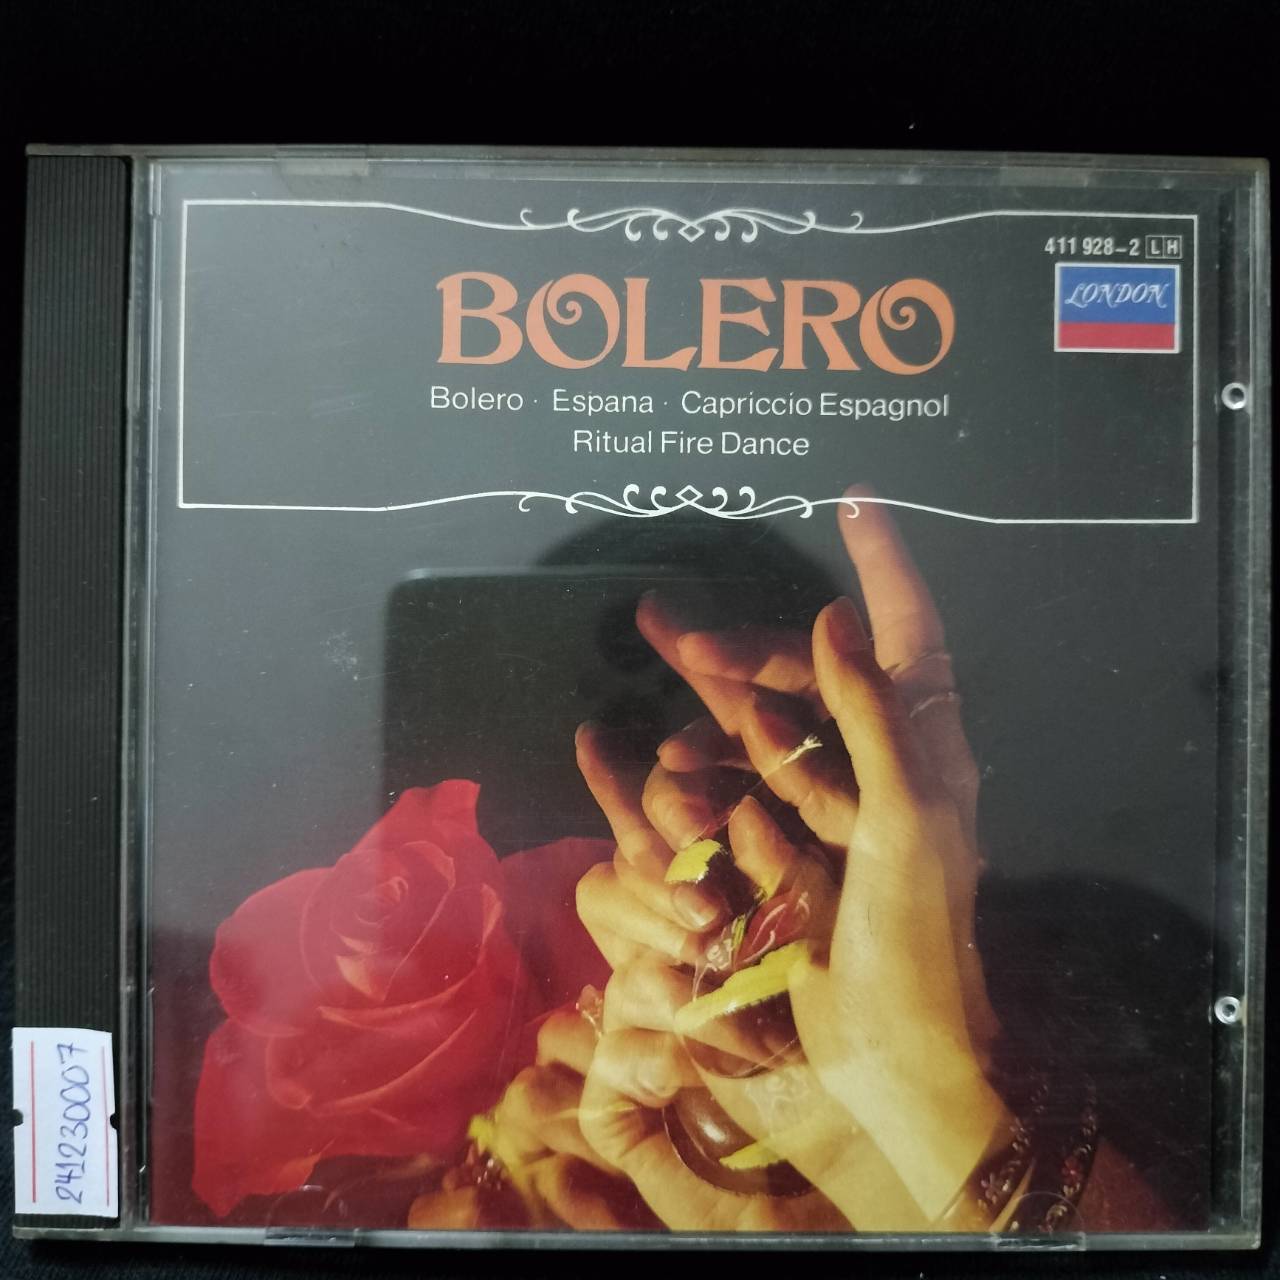 411 928-2 LH
LONDON
BOLERO
Bolero · Espana · Capriccio Espagnol
Ritual Fire Dance
241230007